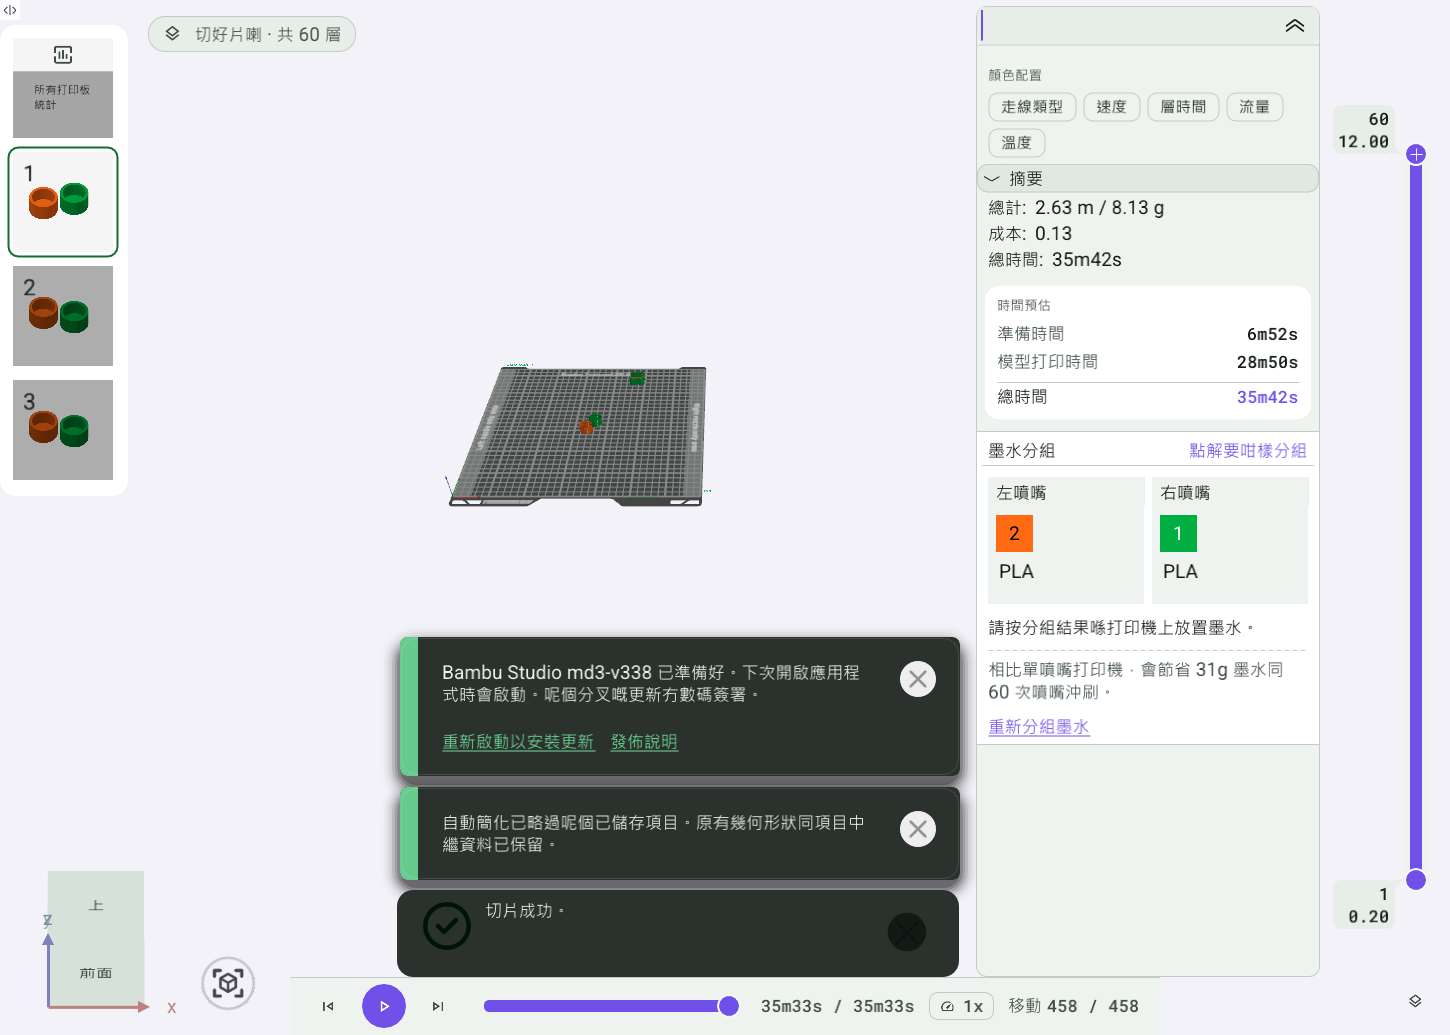 切好片喇 · 共 60 層
所有打印板
統計
1
2
3
顏色配置
走線類型
速度
層時間
流量
溫度
摘要
總計: 2.63 m / 8.13 g
成本: 0.13
總時間: 35m42s
時間預估
準備時間 6m52s
模型打印時間 28m50s
總時間 35m42s
墨水分組 點解要咁樣分組
左噴嘴 右噴嘴
2 1
PLA PLA
請按分組結果喺打印機上放置墨水。
相比單噴嘴打印機 · 會節省 31g 墨水同
60 次噴嘴沖刷。
重新分組墨水
60
12.00
1
0.20
Bambu Studio md3-v338 已準備好。下次開啟應用程
式時會啟動。呢個分叉嘅更新冇數碼簽署。
重新啟動以安裝更新 發佈說明
自動簡化已略過呢個已儲存項目。原有幾何形狀同項目中
繼資料已保留。
切片成功。
上
前面
Z
X
35m33s / 35m33s
1x
移動 458 / 458